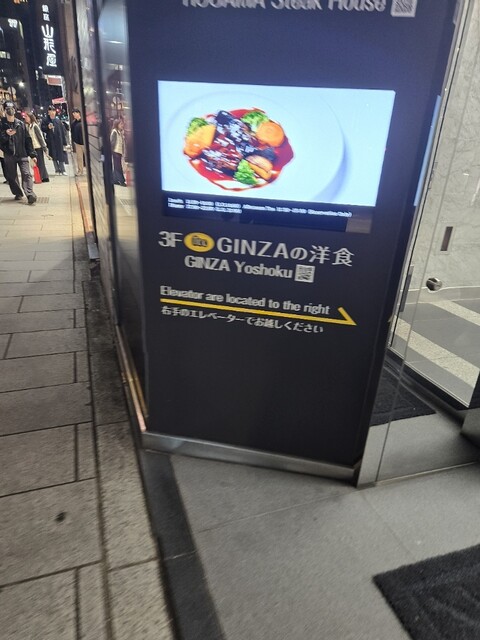 Steak House
山形屋
3F GINZAの洋食
GINZA Yoshoku
Elevator are located to the right
右手のエレベーターでお越しください